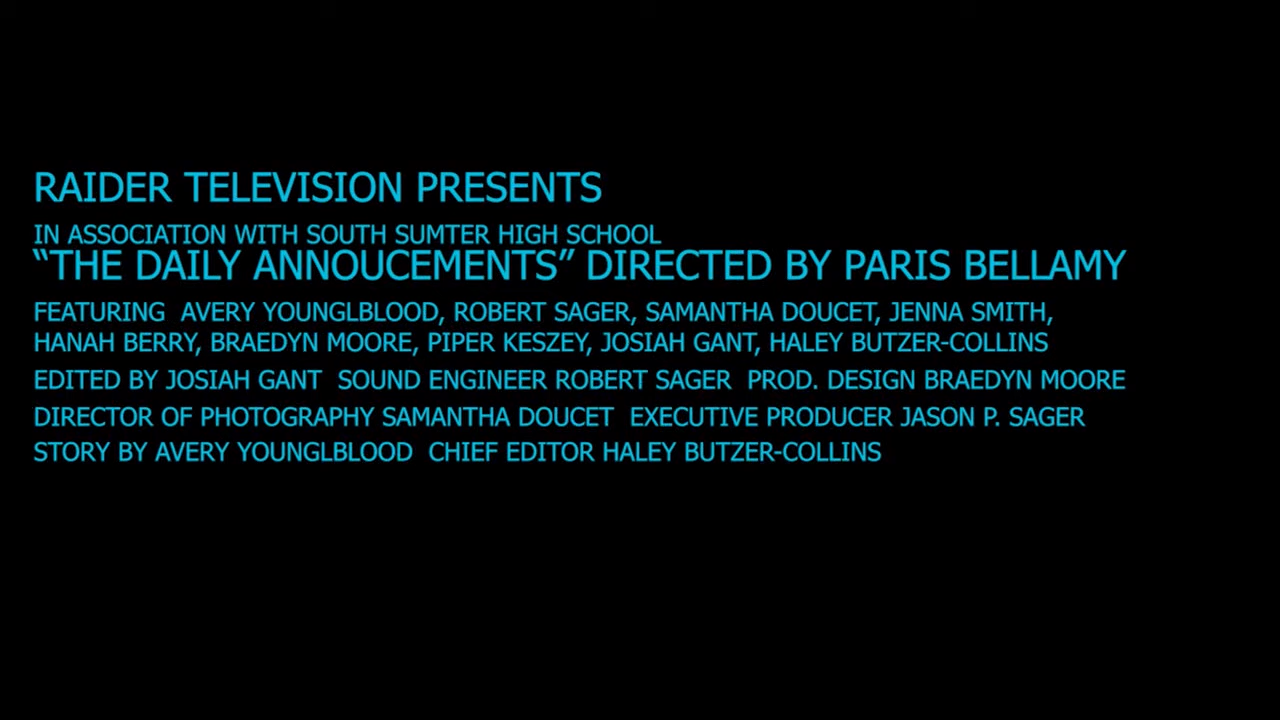 RAIDER TELEVISION PRESENTS
IN ASSOCIATION WITH SOUTH SUMTER HIGH SCHOOL
“THE DAILY ANNOUCEMENTS” DIRECTED BY PARIS BELLAMY
FEATURING  AVERY YOUNGLBLOOD, ROBERT SAGER, SAMANTHA DOUCET, JENNA SMITH,
HANAH BERRY, BRAEDYN MOORE, PIPER KESZEY, JOSIAH GANT, HALEY BUTZER-COLLINS
EDITED BY JOSIAH GANT  SOUND ENGINEER ROBERT SAGER  PROD. DESIGN BRAEDYN MOORE
DIRECTOR OF PHOTOGRAPHY SAMANTHA DOUCET  EXECUTIVE PRODUCER JASON P. SAGER
STORY BY AVERY YOUNGLBLOOD  CHIEF EDITOR HALEY BUTZER-COLLINS